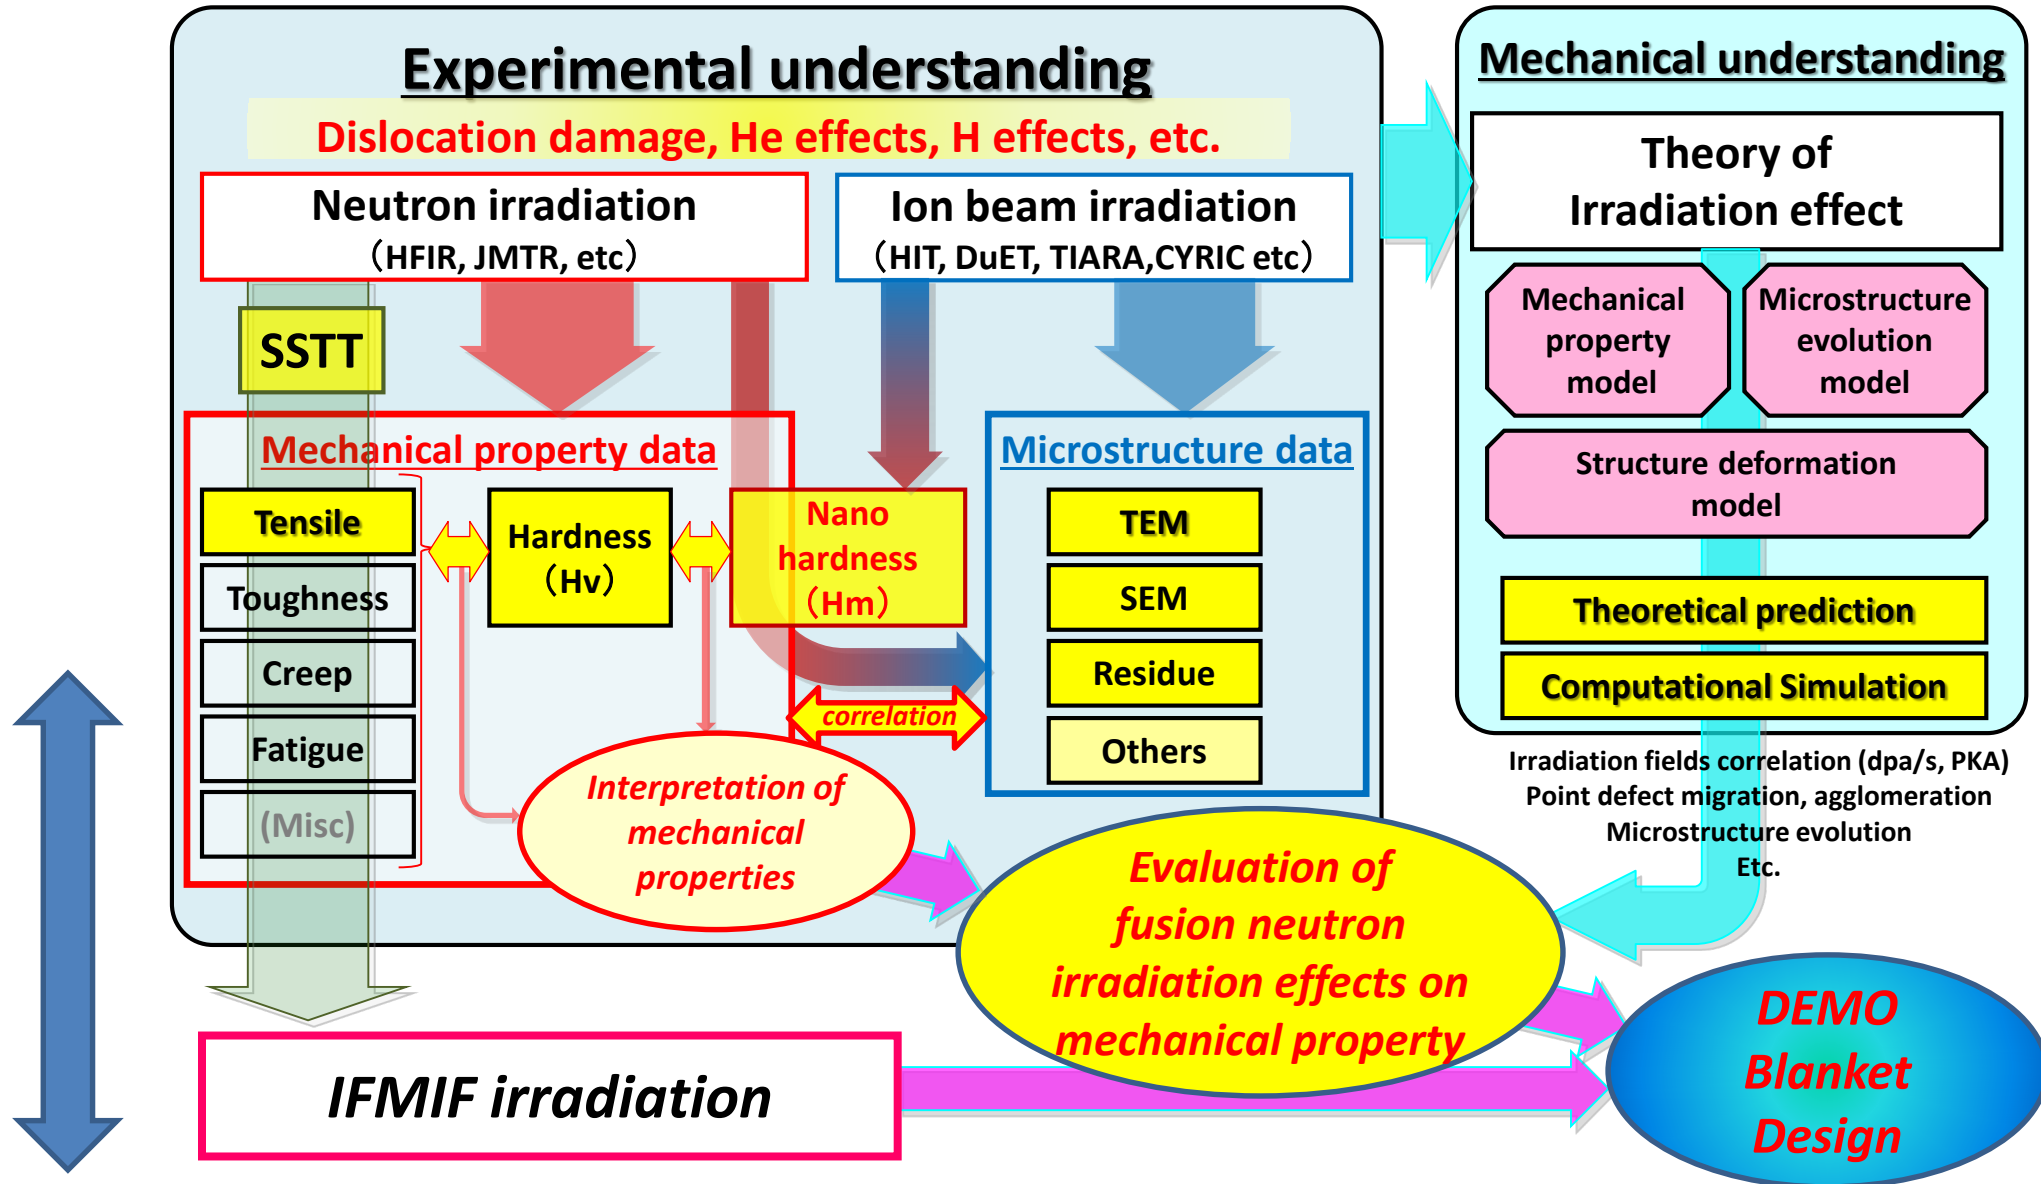 Experimental understanding
Dislocation damage, He effects, H effects, etc.
Neutron irradiation
（HFIR, JMTR, etc）
Ion beam irradiation
（HIT, DuET, TIARA,CYRIC etc）
SSTT
Mechanical property data
Tensile
Toughness
Creep
Fatigue
(Misc)
Hardness
（Hv）
Nano
hardness
（Hm）
Microstructure data
TEM
SEM
Residue
Others
correlation
Interpretation of
mechanical
properties
Mechanical understanding
Theory of
Irradiation effect
Mechanical
property
model
Microstructure
evolution
model
Structure deformation
model
Theoretical prediction
Computational Simulation
Irradiation fields correlation (dpa/s, PKA)
Point defect migration, agglomeration
Microstructure evolution
Etc.
Evaluation of
fusion neutron
irradiation effects on
mechanical property
IFMIF irradiation
DEMO
Blanket
Design